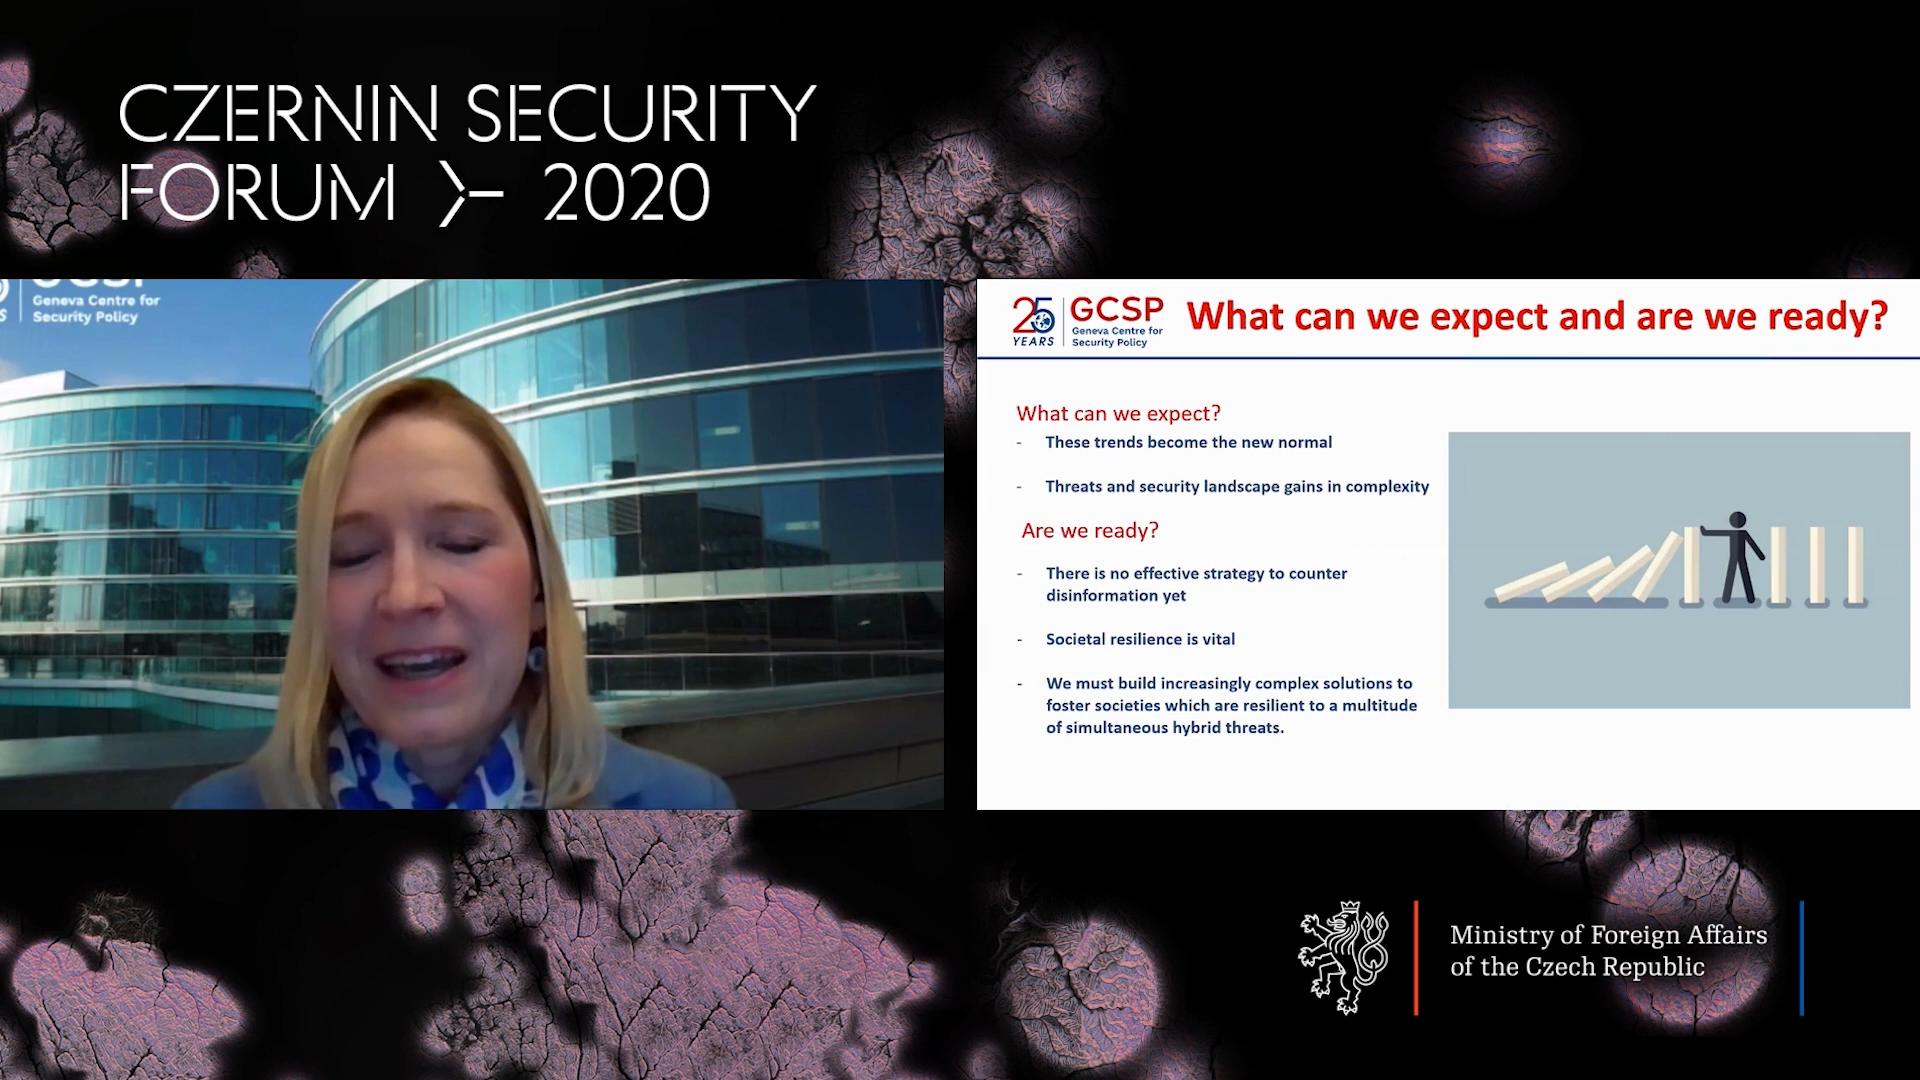 CZERNIN SECURITY
FORUM >- 2020
Geneva Centre for
Security Policy
25
YEARS
GCSP
Geneva Centre for
Security Policy
What can we expect and are we ready?
What can we expect?
- These trends become the new normal
- Threats and security landscape gains in complexity
Are we ready?
- There is no effective strategy to counter
disinformation yet
- Societal resilience is vital
- We must build increasingly complex solutions to
foster societies which are resilient to a multitude
of simultaneous hybrid threats.
Ministry of Foreign Affairs
of the Czech Republic